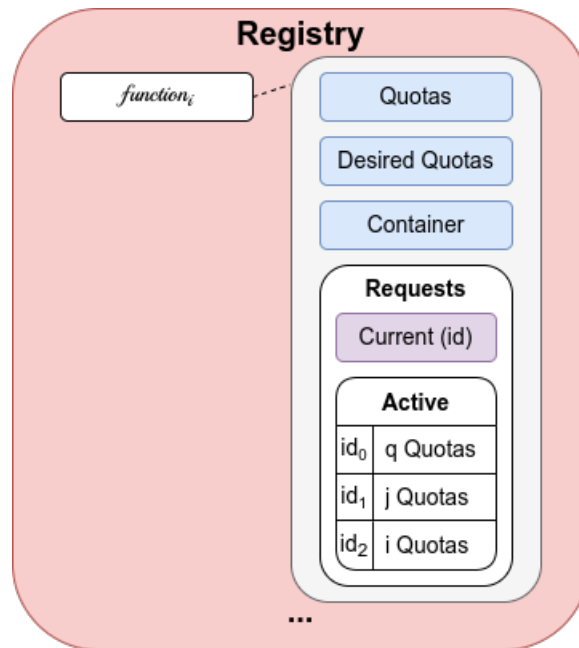 Registry
functionᵢ
Quotas
Desired Quotas
Container
Requests
Current (id)
Active
id₀ q Quotas
id₁ j Quotas
id₂ i Quotas
...